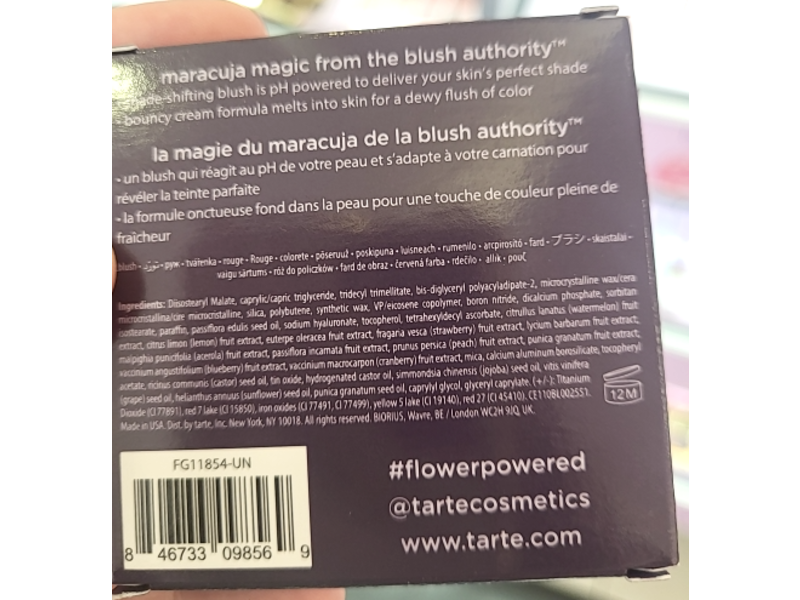 maracuja magic from the blush authority™
shade-shifting blush is pH powered to deliver your skin's perfect shade
- bouncy cream formula melts into skin for a dewy flush of color
la magie du maracuja de la blush authority™
- un blush qui réagit au pH de votre peau et s'adapte à votre carnation pour
révéler la teinte parfaite
- la formule onctueuse fond dans la peau pour une touche de couleur pleine de
fraîcheur
blush • руж • tvářenka • rouge • Rouge • colorete • põseruuž • poskipuna • luisneach • rumenilo • arcpirosító • fard • ブラシ • skaistalai •
vaigu sārtums • róż do policzków • fard de obraz • červená farba • rdečilo • allik •
Ingredients: Diisostearyl Malate, caprylic/capric triglyceride, tridecyl trimellitate, bis-diglyceryl polyacyladipate-2, microcrystalline wax/cera
microcristallina/cire microcristalline, silica, polybutene, synthetic wax, VP/eicosene copolymer, boron nitride, dicalcium phosphate, sorbitan
isostearate, paraffin, passiflora edulis seed oil, sodium hyaluronate, tocopherol, tetrahexyldecyl ascorbate, citrullus lanatus (watermelon) fruit
extract, citrus limon (lemon) fruit extract, euterpe oleracea fruit extract, fragaria vesca (strawberry) fruit extract, lycium barbarum fruit extract,
malpighia punicifolia (acerola) fruit extract, passiflora incarnata fruit extract, prunus persica (peach) fruit extract, punica granatum fruit extract,
vaccinium angustifolium (blueberry) fruit extract, vaccinium macrocarpon (cranberry) fruit extract, mica, calcium aluminum borosilicate, tocopheryl
acetate, ricinus communis (castor) seed oil, tin oxide, hydrogenated castor oil, simmondsia chinensis (jojoba) seed oil, vitis vinifera
(grape) seed oil, helianthus annuus (sunflower) seed oil, punica granatum seed oil, caprylyl glycol, glyceryl caprylate. (+/-): Titanium
Dioxide (CI 77891), red 7 lake (CI 15850), iron oxides (CI 77491, CI 77499), yellow 5 lake (CI 19140), red 27 (CI 45410). CE110BL002551.
Made in USA. Dist. by tarte, inc. New York, NY, 10018. All rights reserved. BIORIUS, Wavre, BE / London WC2H 9JQ, UK.
12M
FG11854-UN
8 46733 09856 9
#flowerpowered
@tartecosmetics
www.tarte.com